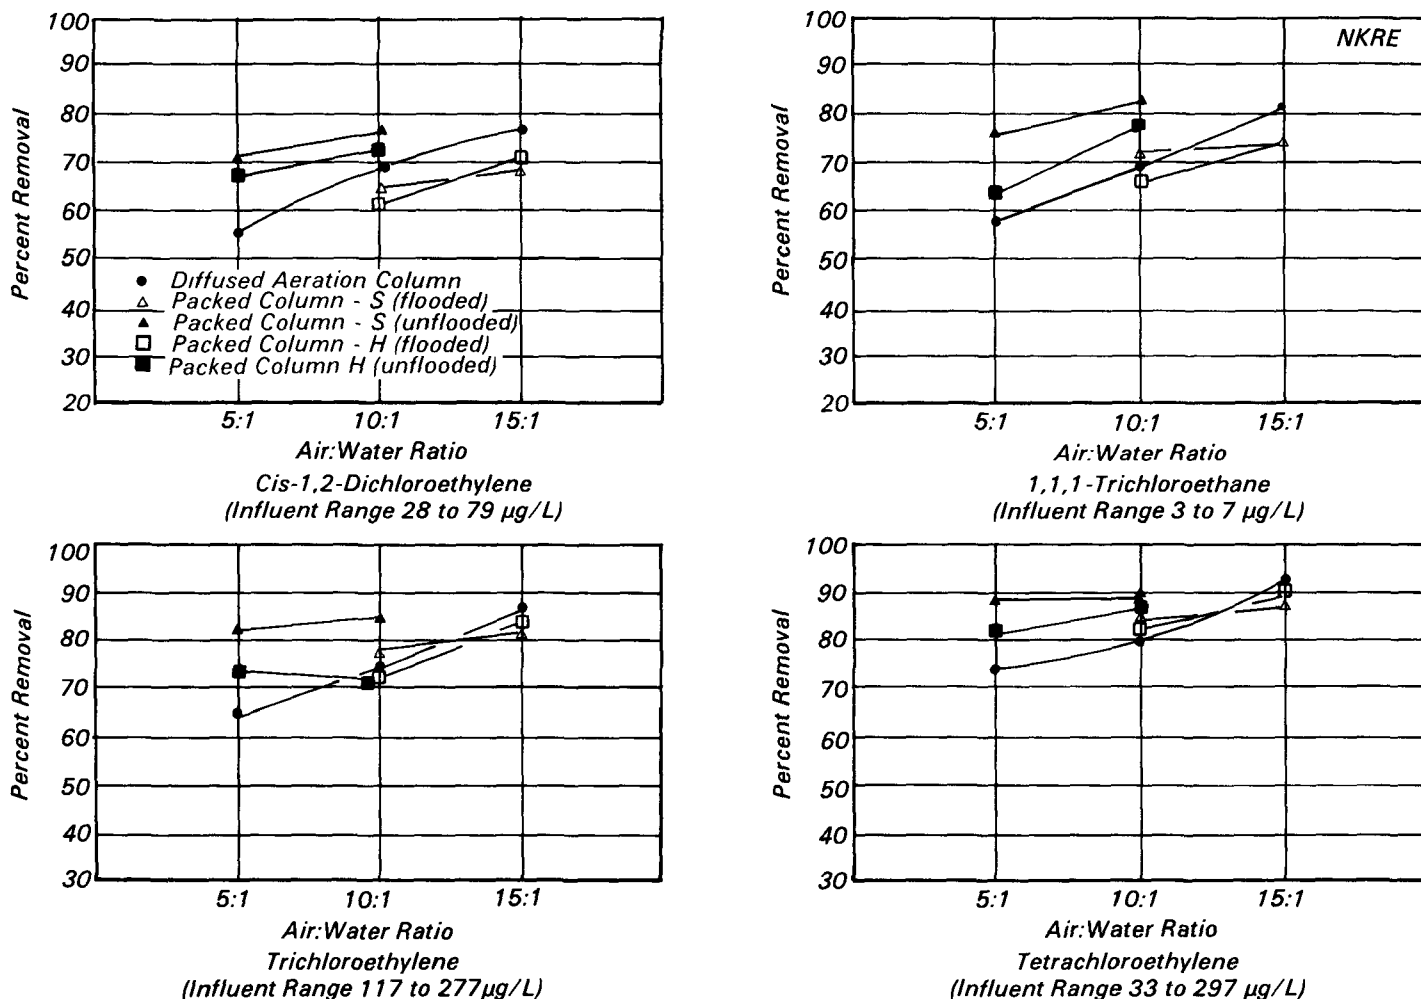 100
90
80
70
60
50
40
30
20
Percent Removal
● Diffused Aeration Column
△ Packed Column - S (flooded)
▲ Packed Column - S (unflooded)
□ Packed Column - H (flooded)
■ Packed Column H (unflooded)
5:1 10:1 15:1
Air:Water Ratio
Cis-1,2-Dichloroethylene
(Influent Range 28 to 79 µg/L)
NKRE
100
90
80
70
60
50
40
30
20
Percent Removal
5:1 10:1 15:1
Air:Water Ratio
1,1,1-Trichloroethane
(Influent Range 3 to 7 µg/L)
100
90
80
70
60
50
40
30
Percent Removal
5:1 10:1 15:1
Air:Water Ratio
Trichloroethylene
(Influent Range 117 to 277µg/L)
100
90
80
70
60
50
40
30
Percent Removal
5:1 10:1 15:1
Air:Water Ratio
Tetrachloroethylene
(Influent Range 33 to 297 µg/L)